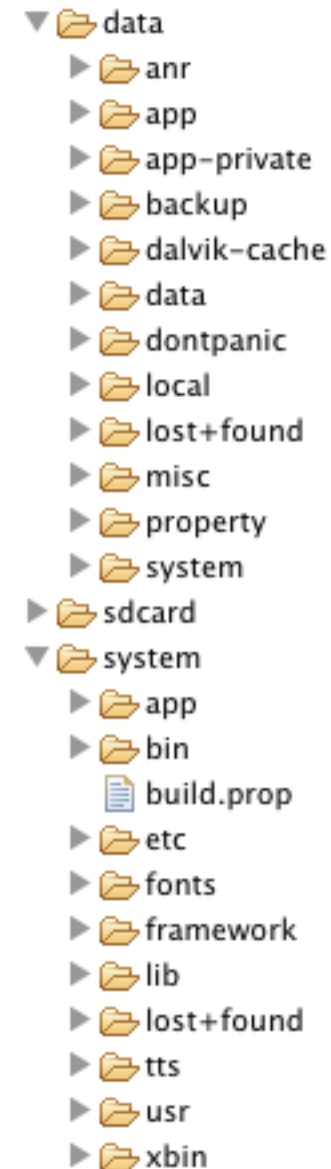 data
anr
app
app-private
backup
dalvik-cache
data
dontpanic
local
lost+found
misc
property
system
sdcard
system
app
bin
build.prop
etc
fonts
framework
lib
lost+found
tts
usr
xbin